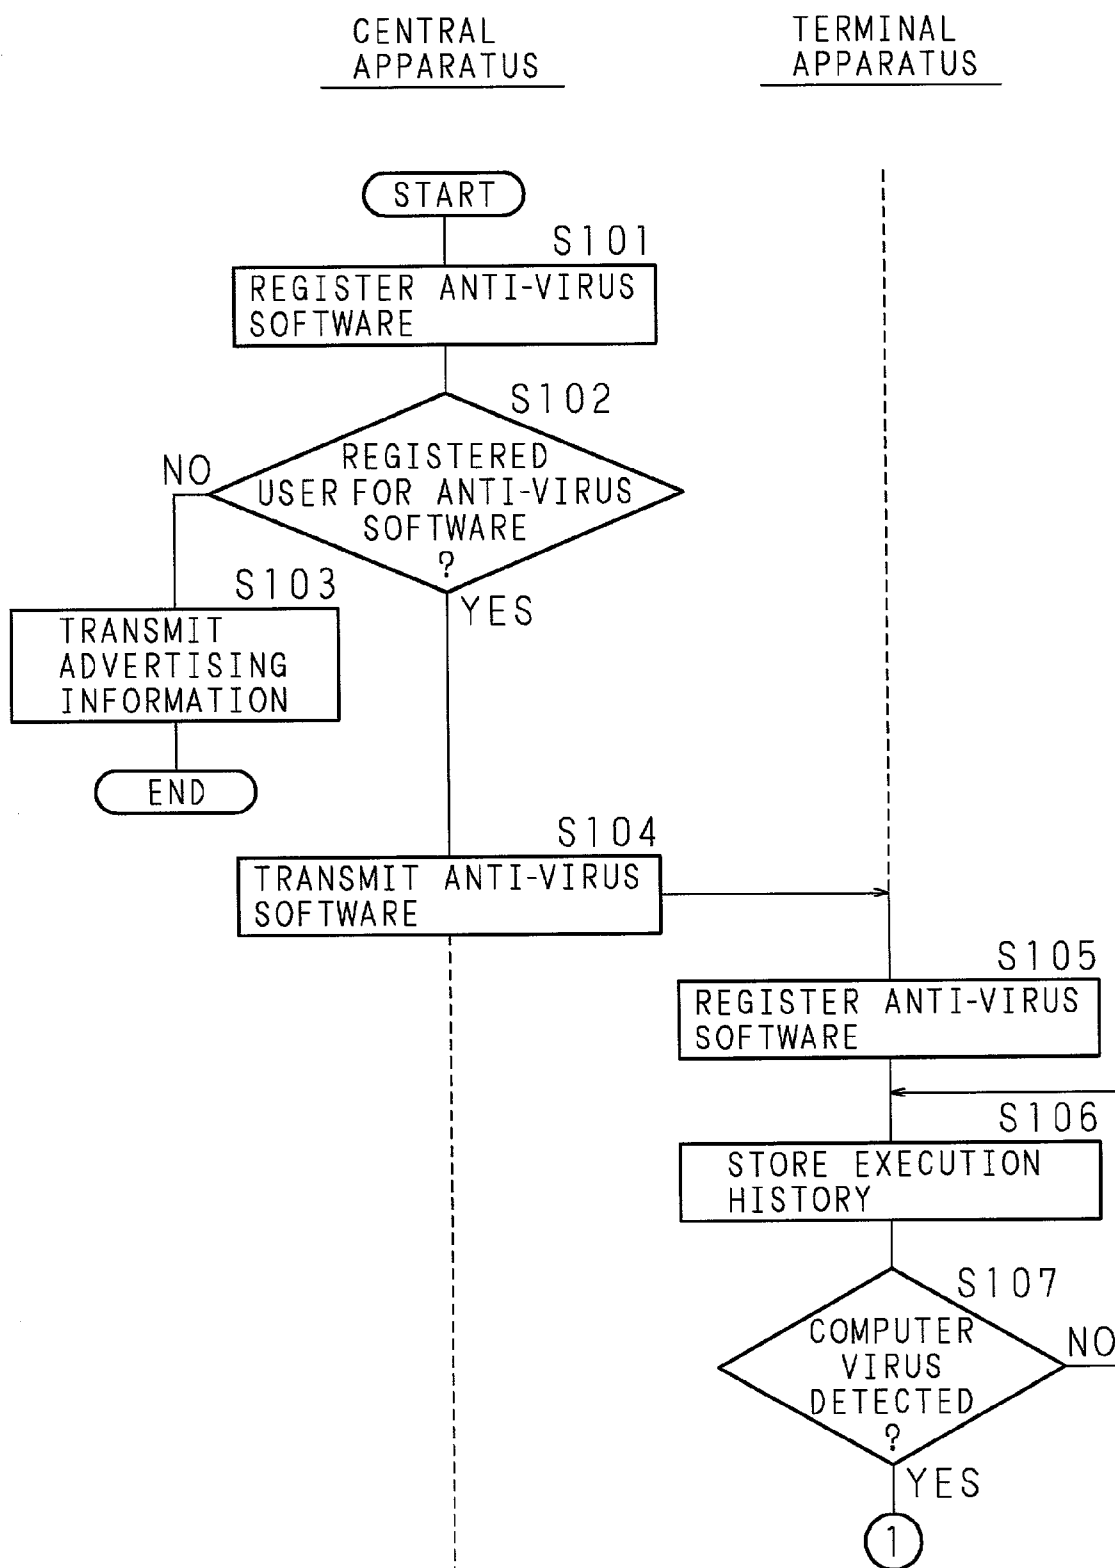 CENTRAL
APPARATUS
TERMINAL
APPARATUS
START
S101
REGISTER ANTI-VIRUS
SOFTWARE
S102
REGISTERED
USER FOR ANTI-VIRUS
SOFTWARE
?
NO
YES
S103
TRANSMIT
ADVERTISING
INFORMATION
END
S104
TRANSMIT ANTI-VIRUS
SOFTWARE
S105
REGISTER ANTI-VIRUS
SOFTWARE
S106
STORE EXECUTION
HISTORY
S107
COMPUTER
VIRUS
DETECTED
?
NO
YES
1